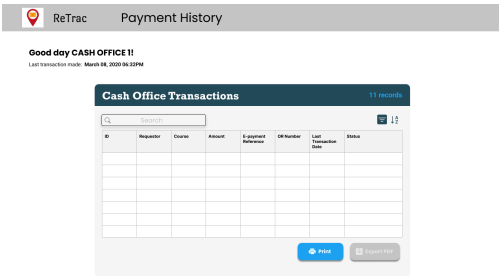 ReTrac
Payment History
Good day CASH OFFICE 1!
Last transaction made: March 08, 2020 06:32PM
Cash Office Transactions
11 records
Search
ID
Requestor
Course
Amount
E-payment
Reference
OR Number
Last
Transaction
Date
Status
Print
Export PDF